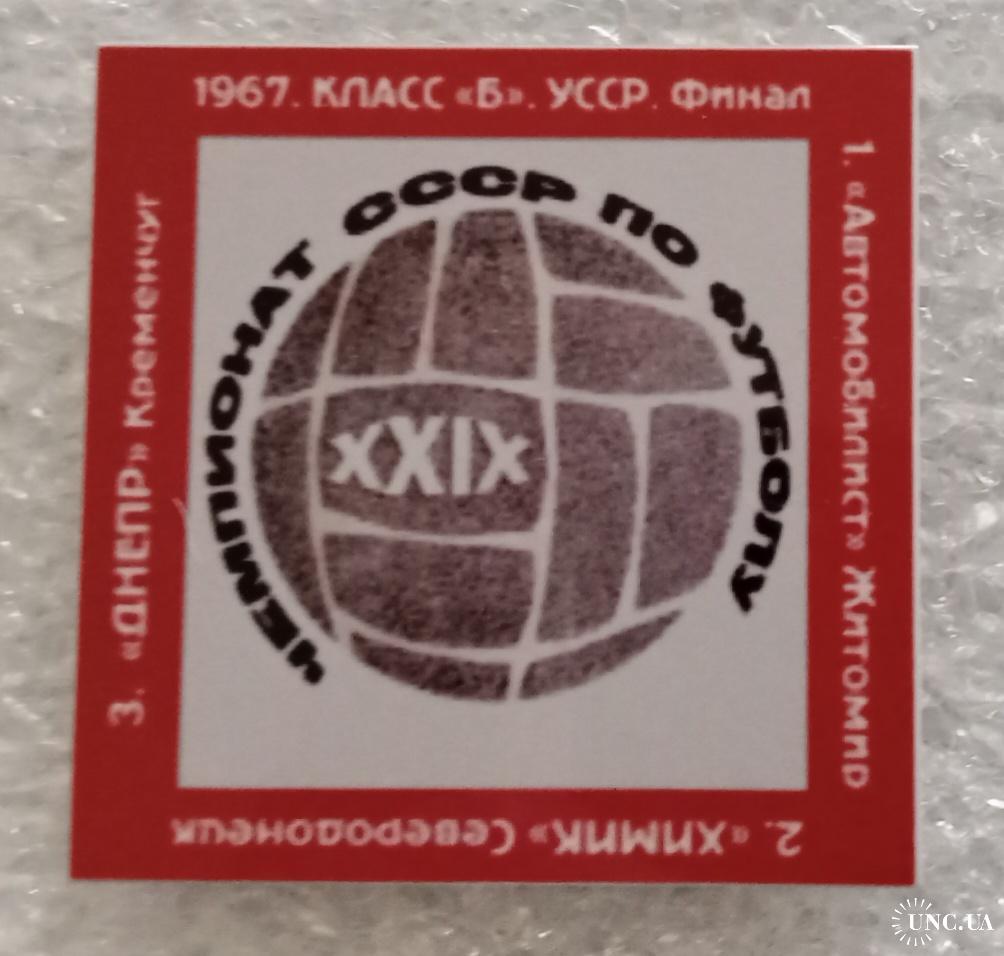 1967. КЛАСС «Б». УССР. Финал
1. «Автомобилист» Житомир
2. «ХИМИК» Северодонецк
3. «ДНЕПР» Кременчуг
ЧЕМПИОНАТ СССР ПО ФУТБОЛУ
XXIX
UNC.UA